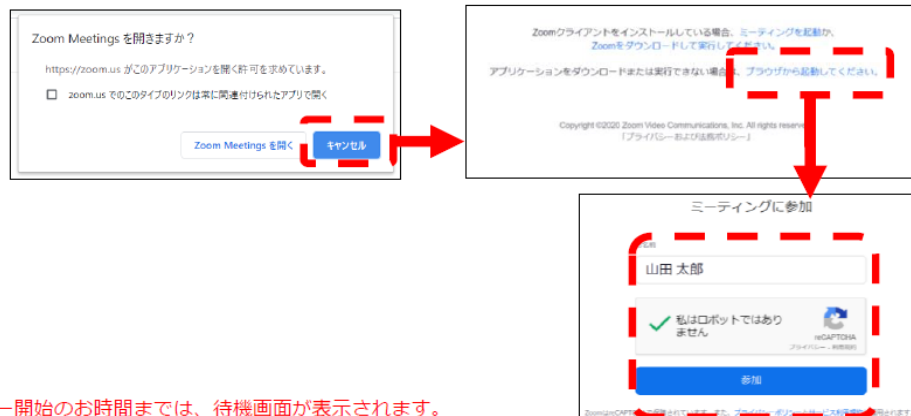 Zoom Meetings を開きますか？
https://zoom.us がこのアプリケーションを開く許可を求めています。
zoom.us でのこのタイプのリンクは常に関連付けられたアプリで開く
Zoom Meetings を開く
キャンセル
Zoomクライアントをインストールしている場合、ミーティングを起動か、
Zoomをダウンロードして実行してください。
アプリケーションをダウンロードまたは実行できない場合は、ブラウザから起動してください。
Copyright ©2020 Zoom Video Communications, Inc. All rights reserve
「プライバシーおよび法務ポリシー」
ミーティングに参加
名前
山田 太郎
私はロボットではあり
ません
reCAPTCHA
プライバシー - 利用規約
参加
ー開始のお時間までは、待機画面が表示されます。